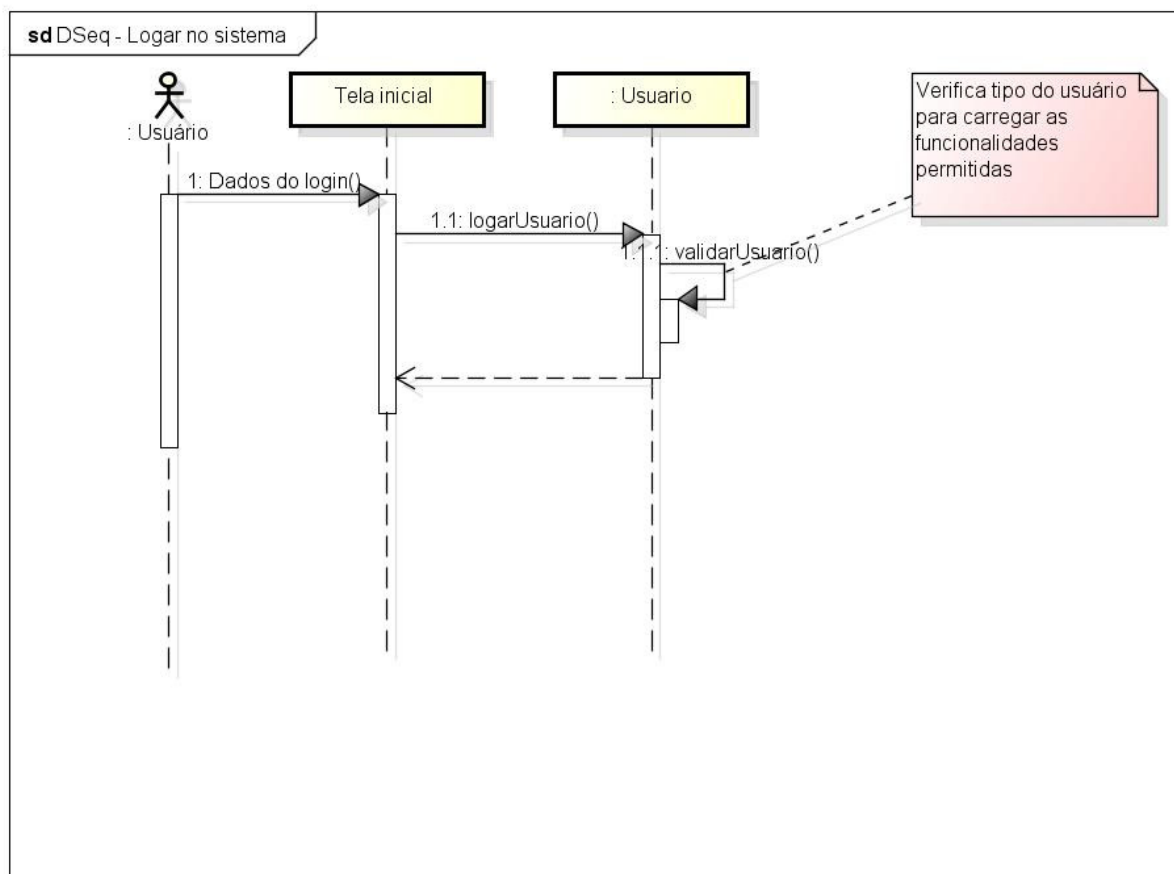 sd DSeq - Logar no sistema
: Usuário
Tela inicial
: Usuario
Verifica tipo do usuário
para carregar as
funcionalidades
permitidas
1: Dados do login()
1.1: logarUsuario()
1.1.1: validarUsuario()